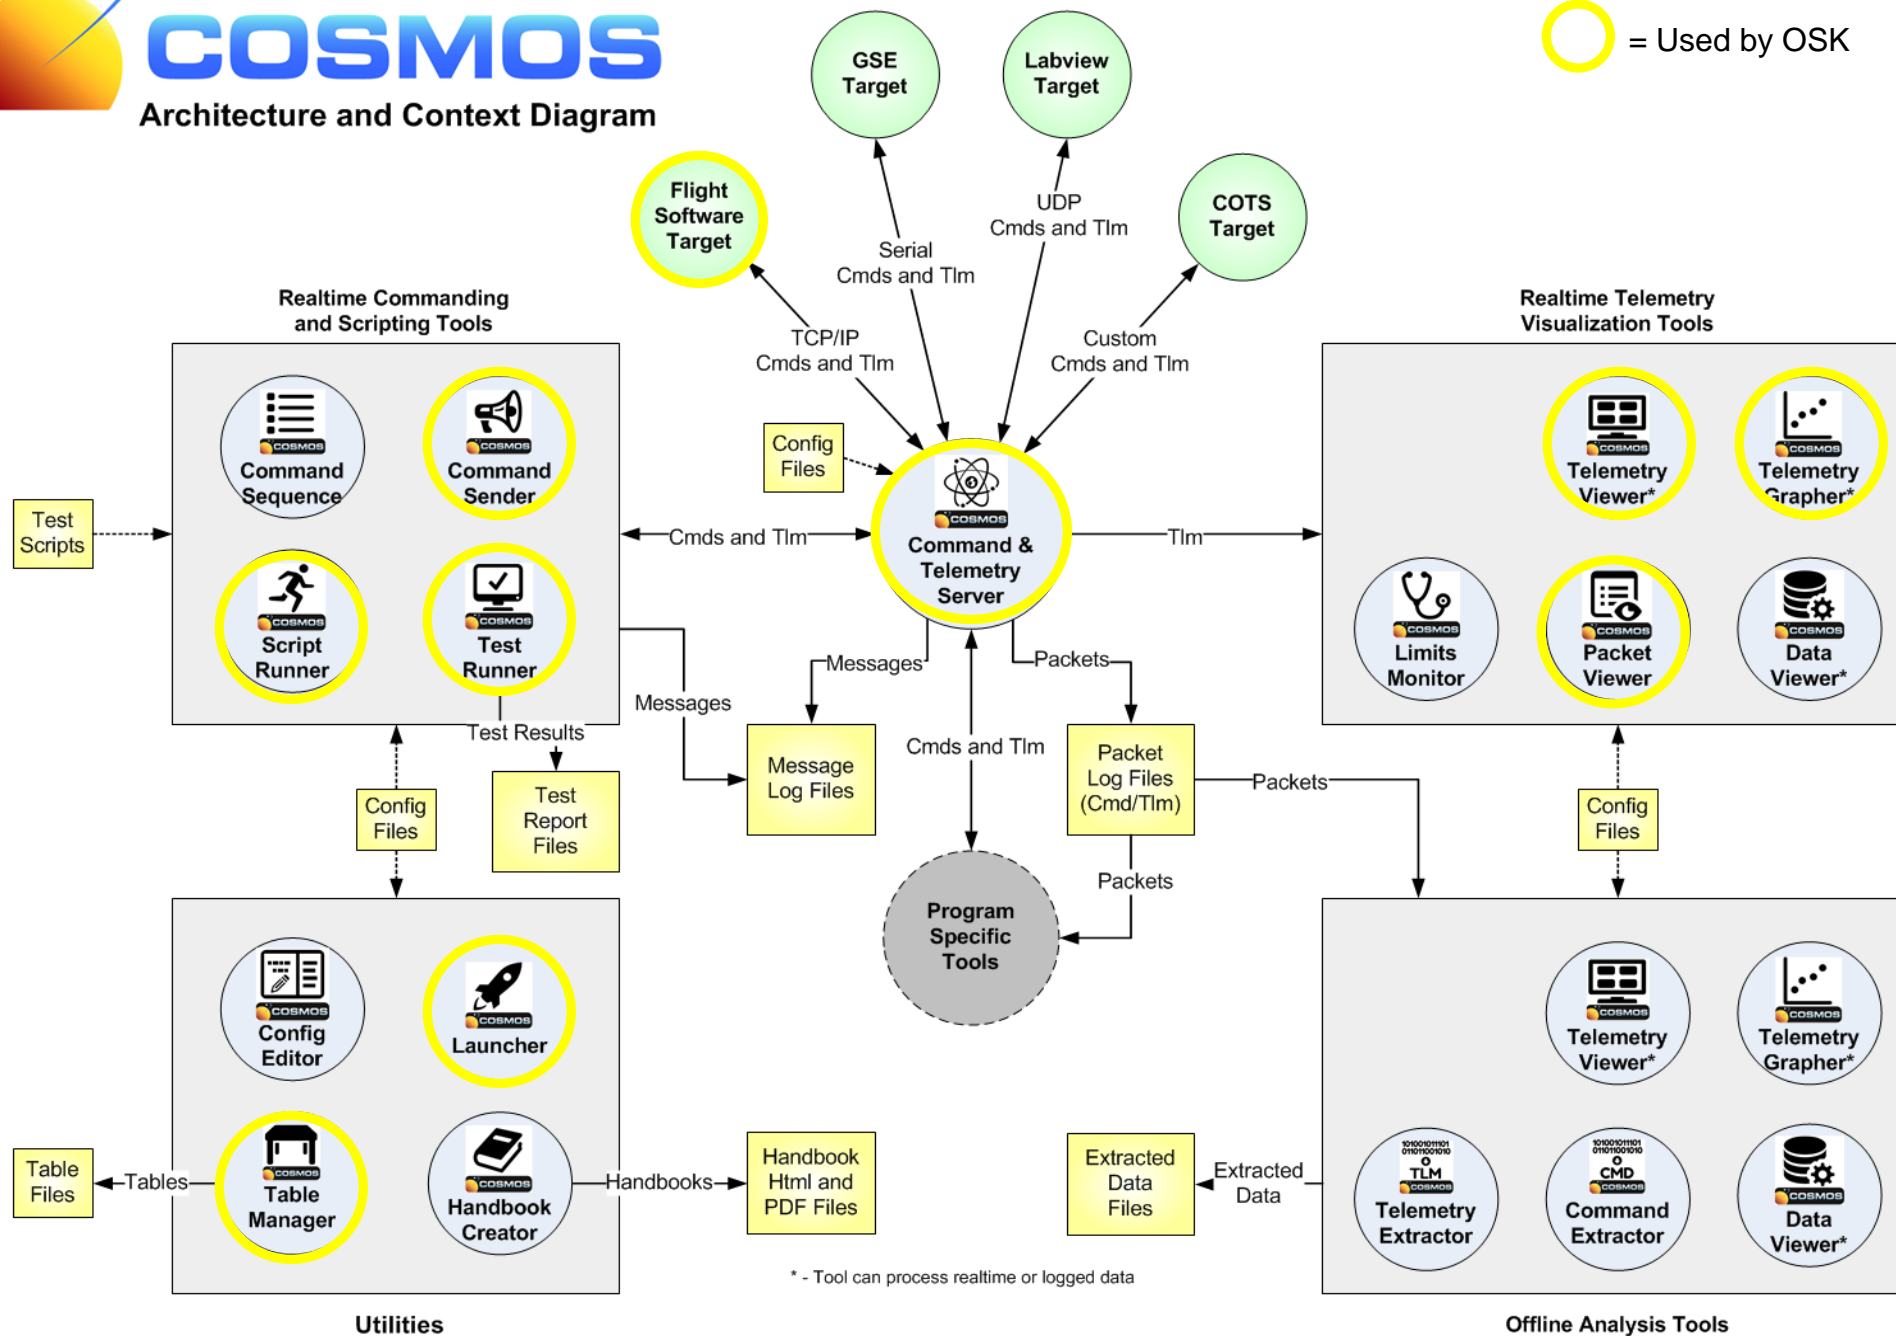 COSMOS
Architecture and Context Diagram
= Used by OSK
GSE
Target
Labview
Target
Flight
Software
Target
COTS
Target
UDP
Cmds and Tlm
Serial
Cmds and Tlm
TCP/IP
Cmds and Tlm
Custom
Cmds and Tlm
Realtime Commanding
and Scripting Tools
Realtime Telemetry
Visualization Tools
COSMOS
Command
Sequence
COSMOS
Command
Sender
Config
Files
COSMOS
Command &
Telemetry
Server
COSMOS
Telemetry
Viewer*
COSMOS
Telemetry
Grapher*
Test
Scripts
Cmds and Tlm
Tlm
COSMOS
Script
Runner
COSMOS
Test
Runner
COSMOS
Limits
Monitor
COSMOS
Packet
Viewer
COSMOS
Data
Viewer*
Messages
Packets
Messages
Test Results
Cmds and Tlm
Message
Log Files
Packet
Log Files
(Cmd/Tlm)
Packets
Config
Files
Test
Report
Files
Config
Files
Packets
Program
Specific
Tools
COSMOS
Config
Editor
COSMOS
Launcher
COSMOS
Telemetry
Viewer*
COSMOS
Telemetry
Grapher*
Table
Files
Tables
COSMOS
Table
Manager
COSMOS
Handbook
Creator
Handbooks
Handbook
Html and
PDF Files
Extracted
Data
Files
Extracted
Data
101001011101
011011001010
TLM
COSMOS
Telemetry
Extractor
101001011101
011011001010
CMD
COSMOS
Command
Extractor
COSMOS
Data
Viewer*
* - Tool can process realtime or logged data
Utilities
Offline Analysis Tools